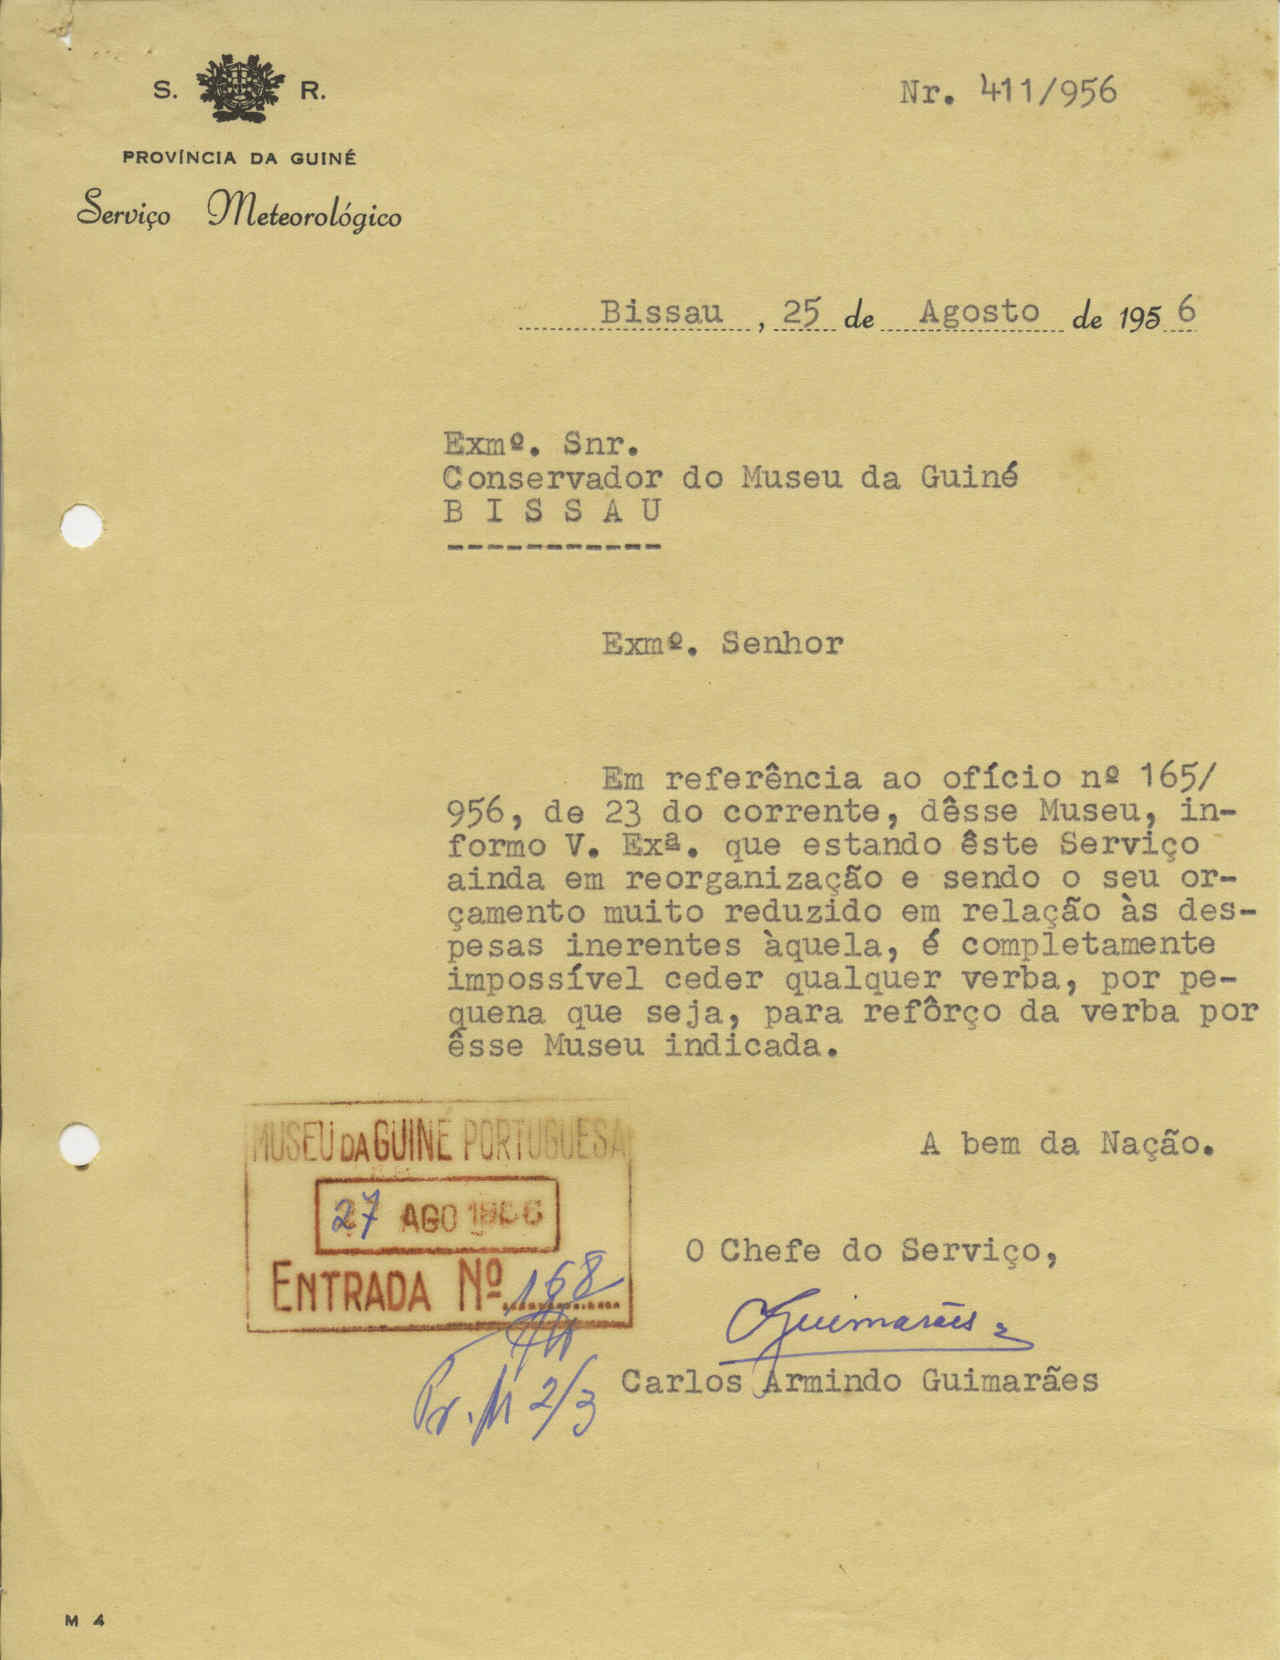 S. R.
Nr. 411/956
PROVÍNCIA DA GUINÉ
Serviço Meteorológico
Bissau , 25 de Agosto de 1956
Exmº. Snr.
Conservador do Museu da Guiné
B I S S A U
-----------
Exmº. Senhor
Em referência ao ofício nº 165/
956, de 23 do corrente, dêsse Museu, in-
formo V. Exª. que estando êste Serviço
ainda em reorganização e sendo o seu or-
çamento muito reduzido em relação às des-
pesas inerentes àquela, é completamente
impossível ceder qualquer verba, por pe-
quena que seja, para refôrço da verba por
êsse Museu indicada.
A bem da Nação.
MUSEU DA GUINÉ PORTUGUESA
27 AGO 1956
ENTRADA Nº 168
O Chefe do Serviço,
Guimarães
Carlos Armindo Guimarães
2/3
M 4